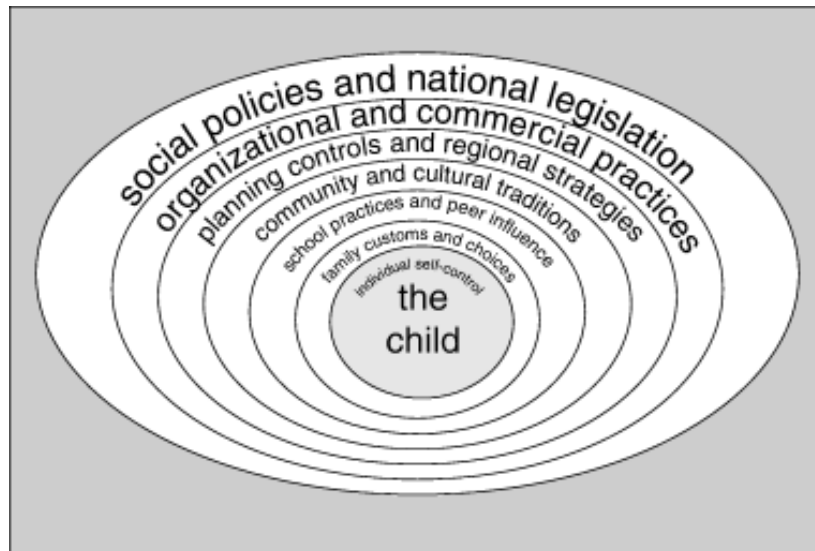 social policies and national legislation
organizational and commercial practices
planning controls and regional strategies
community and cultural traditions
school practices and peer influence
family customs and choices
individual self-control
the
child